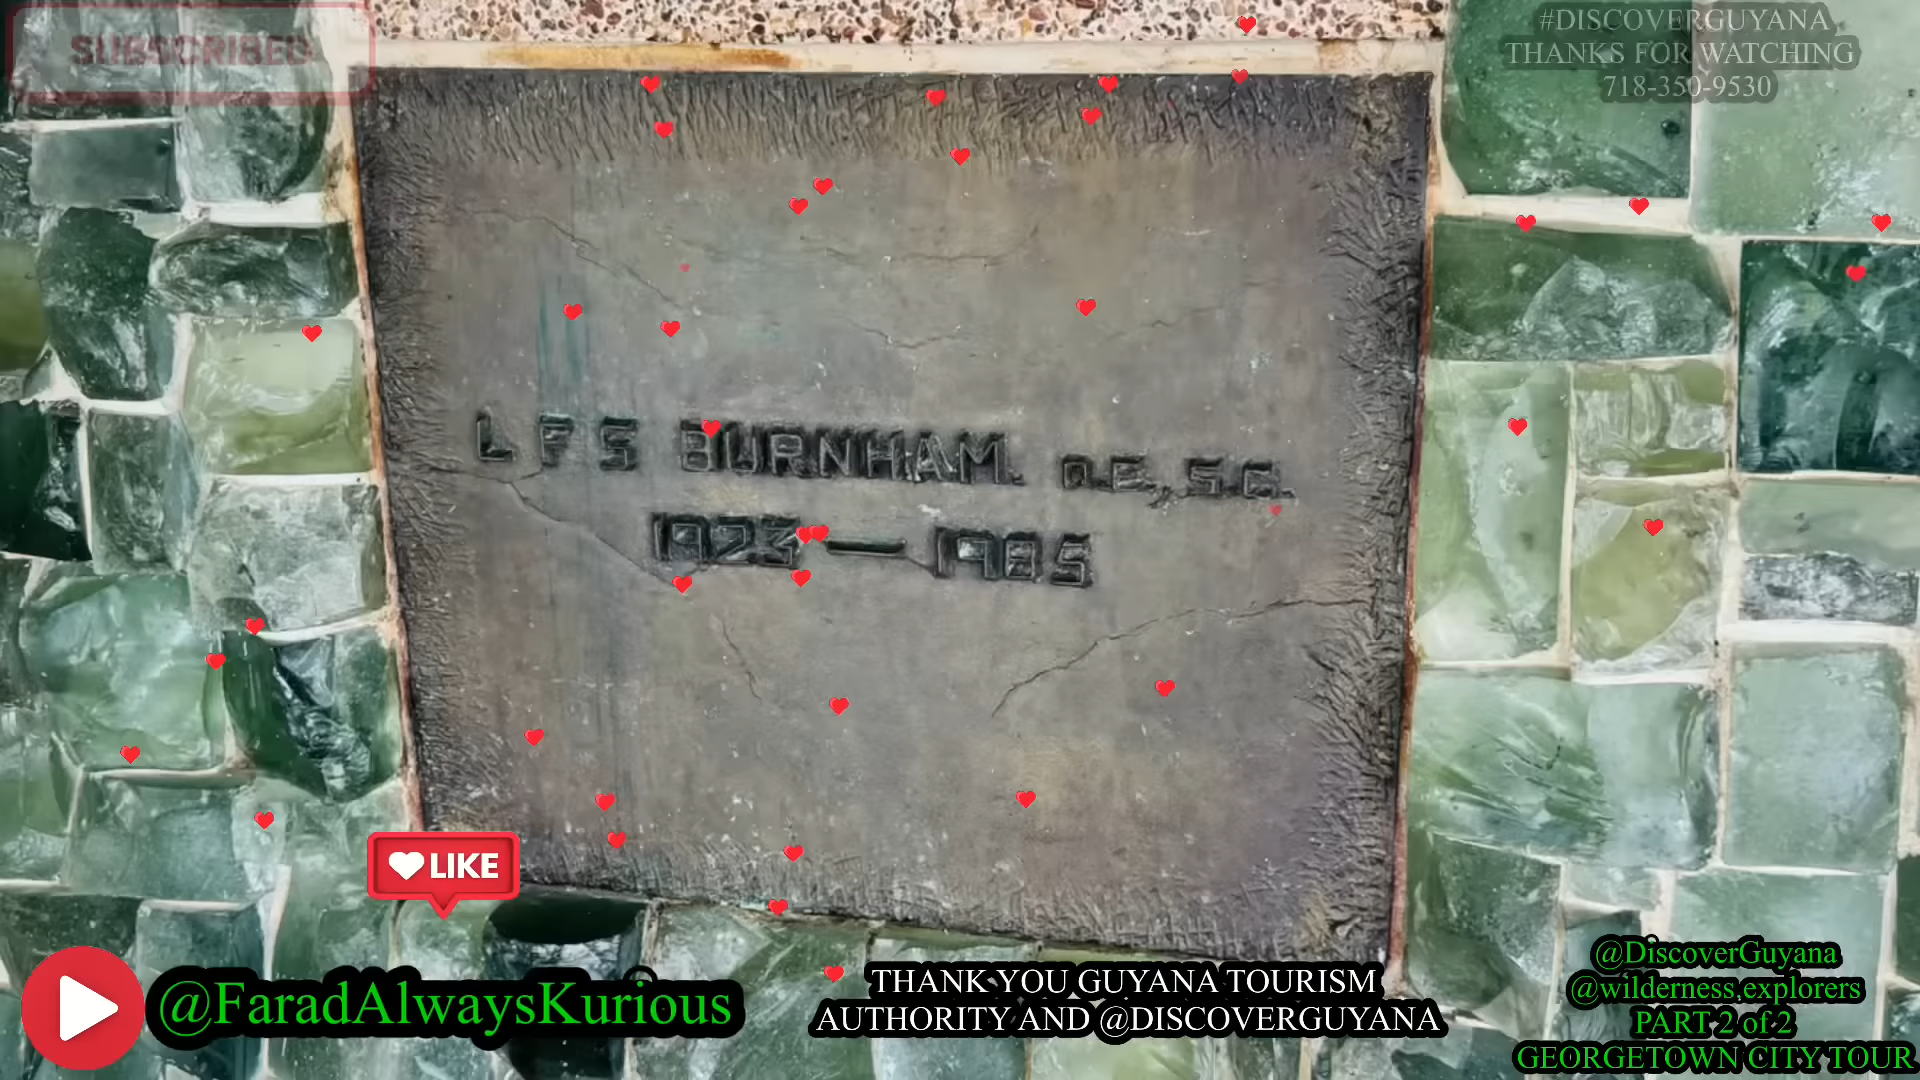 SUBSCRIBED
#DISCOVERGUYANA
THANKS FOR WATCHING
718-350-9530
L F S BURNHAM. O.E., S.C.
1923 — 1985
LIKE
@FaradAlwaysKurious
THANK YOU GUYANA TOURISM
AUTHORITY AND @DISCOVERGUYANA
@DiscoverGuyana
@wilderness.explorers
PART 2 of 2
GEORGETOWN CITY TOUR